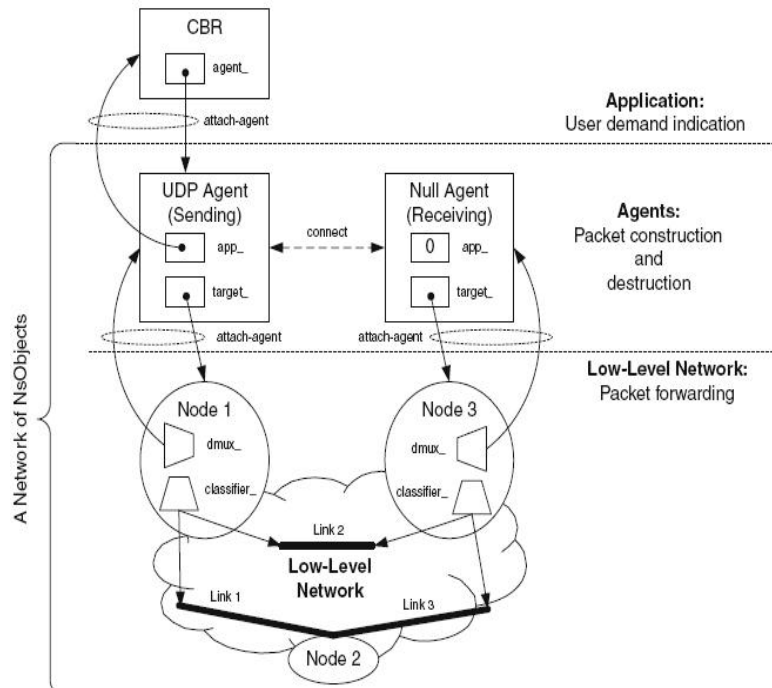 CBR
agent_
attach-agent
Application:
User demand indication
UDP Agent
(Sending)
app_
target_
connect
Null Agent
(Receiving)
0
app_
target_
Agents:
Packet construction
and
destruction
attach-agent
attach-agent
Low-Level Network:
Packet forwarding
A Network of NsObjects
Node 1
dmux_
classifier_
Node 3
dmux_
classifier_
Link 2
Low-Level
Network
Link 1
Link 3
Node 2